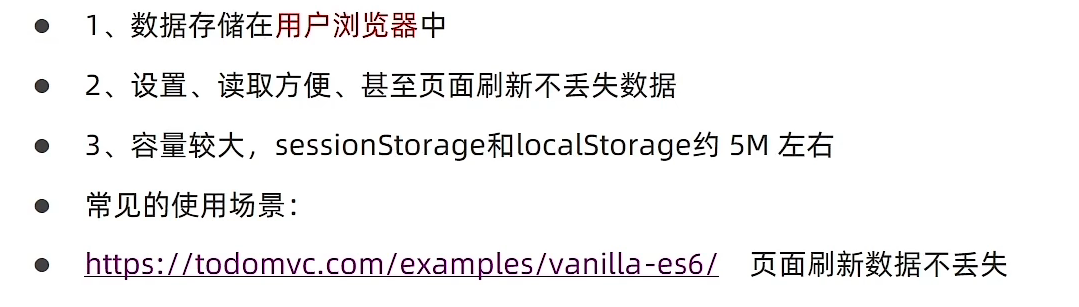 ● 1、数据存储在用户浏览器中
● 2、设置、读取方便、甚至页面刷新不丢失数据
● 3、容量较大，sessionStorage和localStorage约 5M 左右
● 常见的使用场景：
● https://todomvc.com/examples/vanilla-es6/ 页面刷新数据不丢失